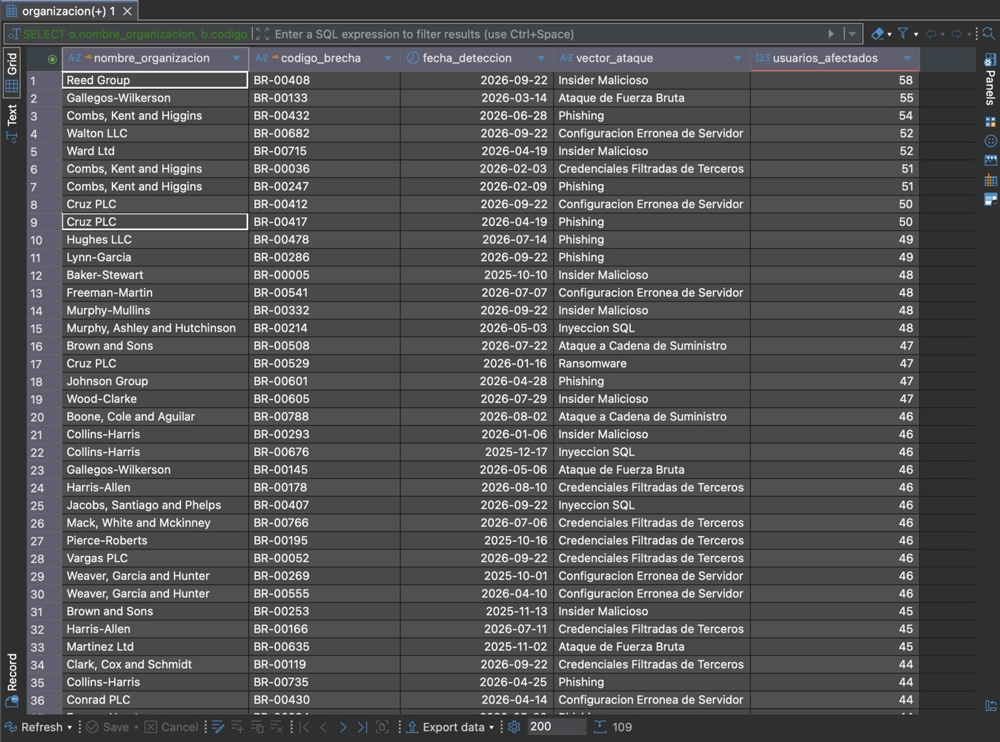 organizacion(+) 1
SELECT o.nombre_organizacion, b.codigo Enter a SQL expression to filter results (use Ctrl+Space)
Grid
Text
Record
Panels
A-Z nombre_organizacion A-Z codigo_brecha fecha_deteccion A-Z vector_ataque 123 usuarios_afectados
1 Reed Group BR-00408 2026-09-22 Insider Malicioso 58
2 Gallegos-Wilkerson BR-00133 2026-03-14 Ataque de Fuerza Bruta 55
3 Combs, Kent and Higgins BR-00432 2026-06-28 Phishing 54
4 Walton LLC BR-00682 2026-09-22 Configuracion Erronea de Servidor 52
5 Ward Ltd BR-00715 2026-04-19 Insider Malicioso 52
6 Combs, Kent and Higgins BR-00036 2026-02-03 Credenciales Filtradas de Terceros 51
7 Combs, Kent and Higgins BR-00247 2026-02-09 Phishing 51
8 Cruz PLC BR-00412 2026-09-22 Configuracion Erronea de Servidor 50
9 Cruz PLC BR-00417 2026-04-19 Phishing 50
10 Hughes LLC BR-00478 2026-07-14 Phishing 49
11 Lynn-Garcia BR-00286 2026-09-22 Phishing 49
12 Baker-Stewart BR-00005 2025-10-10 Insider Malicioso 48
13 Freeman-Martin BR-00541 2026-07-07 Configuracion Erronea de Servidor 48
14 Murphy-Mullins BR-00332 2026-09-22 Insider Malicioso 48
15 Murphy, Ashley and Hutchinson BR-00214 2026-05-03 Inyeccion SQL 48
16 Brown and Sons BR-00508 2026-07-22 Ataque a Cadena de Suministro 47
17 Cruz PLC BR-00529 2026-01-16 Ransomware 47
18 Johnson Group BR-00601 2026-04-28 Phishing 47
19 Wood-Clarke BR-00605 2026-07-29 Insider Malicioso 47
20 Boone, Cole and Aguilar BR-00788 2026-08-02 Ataque a Cadena de Suministro 46
21 Collins-Harris BR-00293 2026-01-06 Insider Malicioso 46
22 Collins-Harris BR-00676 2025-12-17 Inyeccion SQL 46
23 Gallegos-Wilkerson BR-00145 2026-05-06 Ataque de Fuerza Bruta 46
24 Harris-Allen BR-00178 2026-08-10 Credenciales Filtradas de Terceros 46
25 Jacobs, Santiago and Phelps BR-00407 2026-09-22 Inyeccion SQL 46
26 Mack, White and Mckinney BR-00766 2026-07-06 Credenciales Filtradas de Terceros 46
27 Pierce-Roberts BR-00195 2025-10-16 Credenciales Filtradas de Terceros 46
28 Vargas PLC BR-00052 2026-09-22 Credenciales Filtradas de Terceros 46
29 Weaver, Garcia and Hunter BR-00269 2025-10-01 Configuracion Erronea de Servidor 46
30 Weaver, Garcia and Hunter BR-00555 2026-04-10 Configuracion Erronea de Servidor 46
31 Brown and Sons BR-00253 2025-11-13 Insider Malicioso 45
32 Harris-Allen BR-00166 2026-07-11 Credenciales Filtradas de Terceros 45
33 Martinez Ltd BR-00635 2025-11-02 Ataque de Fuerza Bruta 45
34 Clark, Cox and Schmidt BR-00119 2026-09-22 Credenciales Filtradas de Terceros 44
35 Collins-Harris BR-00735 2026-04-25 Phishing 44
36 Conrad PLC BR-00430 2026-04-14 Configuracion Erronea de Servidor 44
Refresh Save Cancel Export data 200 109